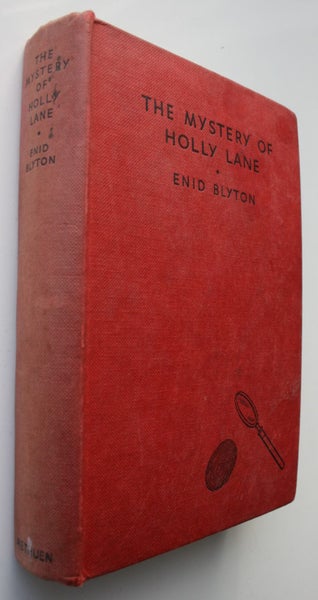 THE
MYSTERY
OF
HOLLY
LANE
•
ENID
BLYTON
METHUEN
THE MYSTERY OF
HOLLY LANE
•
ENID BLYTON